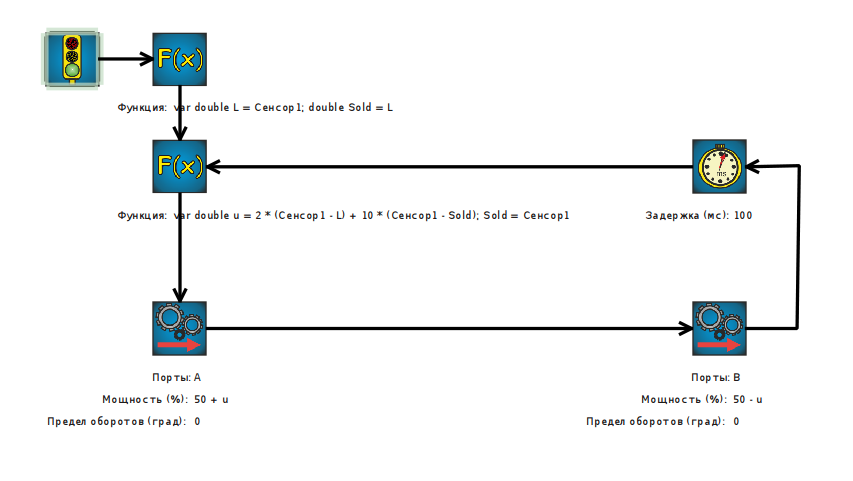 F(x)
Функция: var double L = Сенсор1; double Sold = L
F(x)
ms
Функция: var double u = 2 * (Сенсор1 - L) + 10 * (Сенсор1 - Sold); Sold = Сенсор1
Задержка (мс): 100
Порты: A
Мощность (%): 50 + u
Предел оборотов (град): 0
Порты: B
Мощность (%): 50 - u
Предел оборотов (град): 0